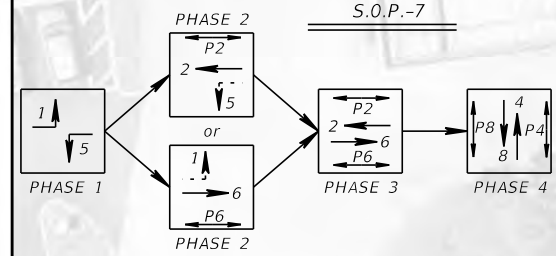 S.O.P.-7
PHASE 2
P2
2
5
or
1
5
PHASE 1
1
6
P6
PHASE 2
P2
2
6
P6
PHASE 3
P8
4
P4
8
PHASE 4